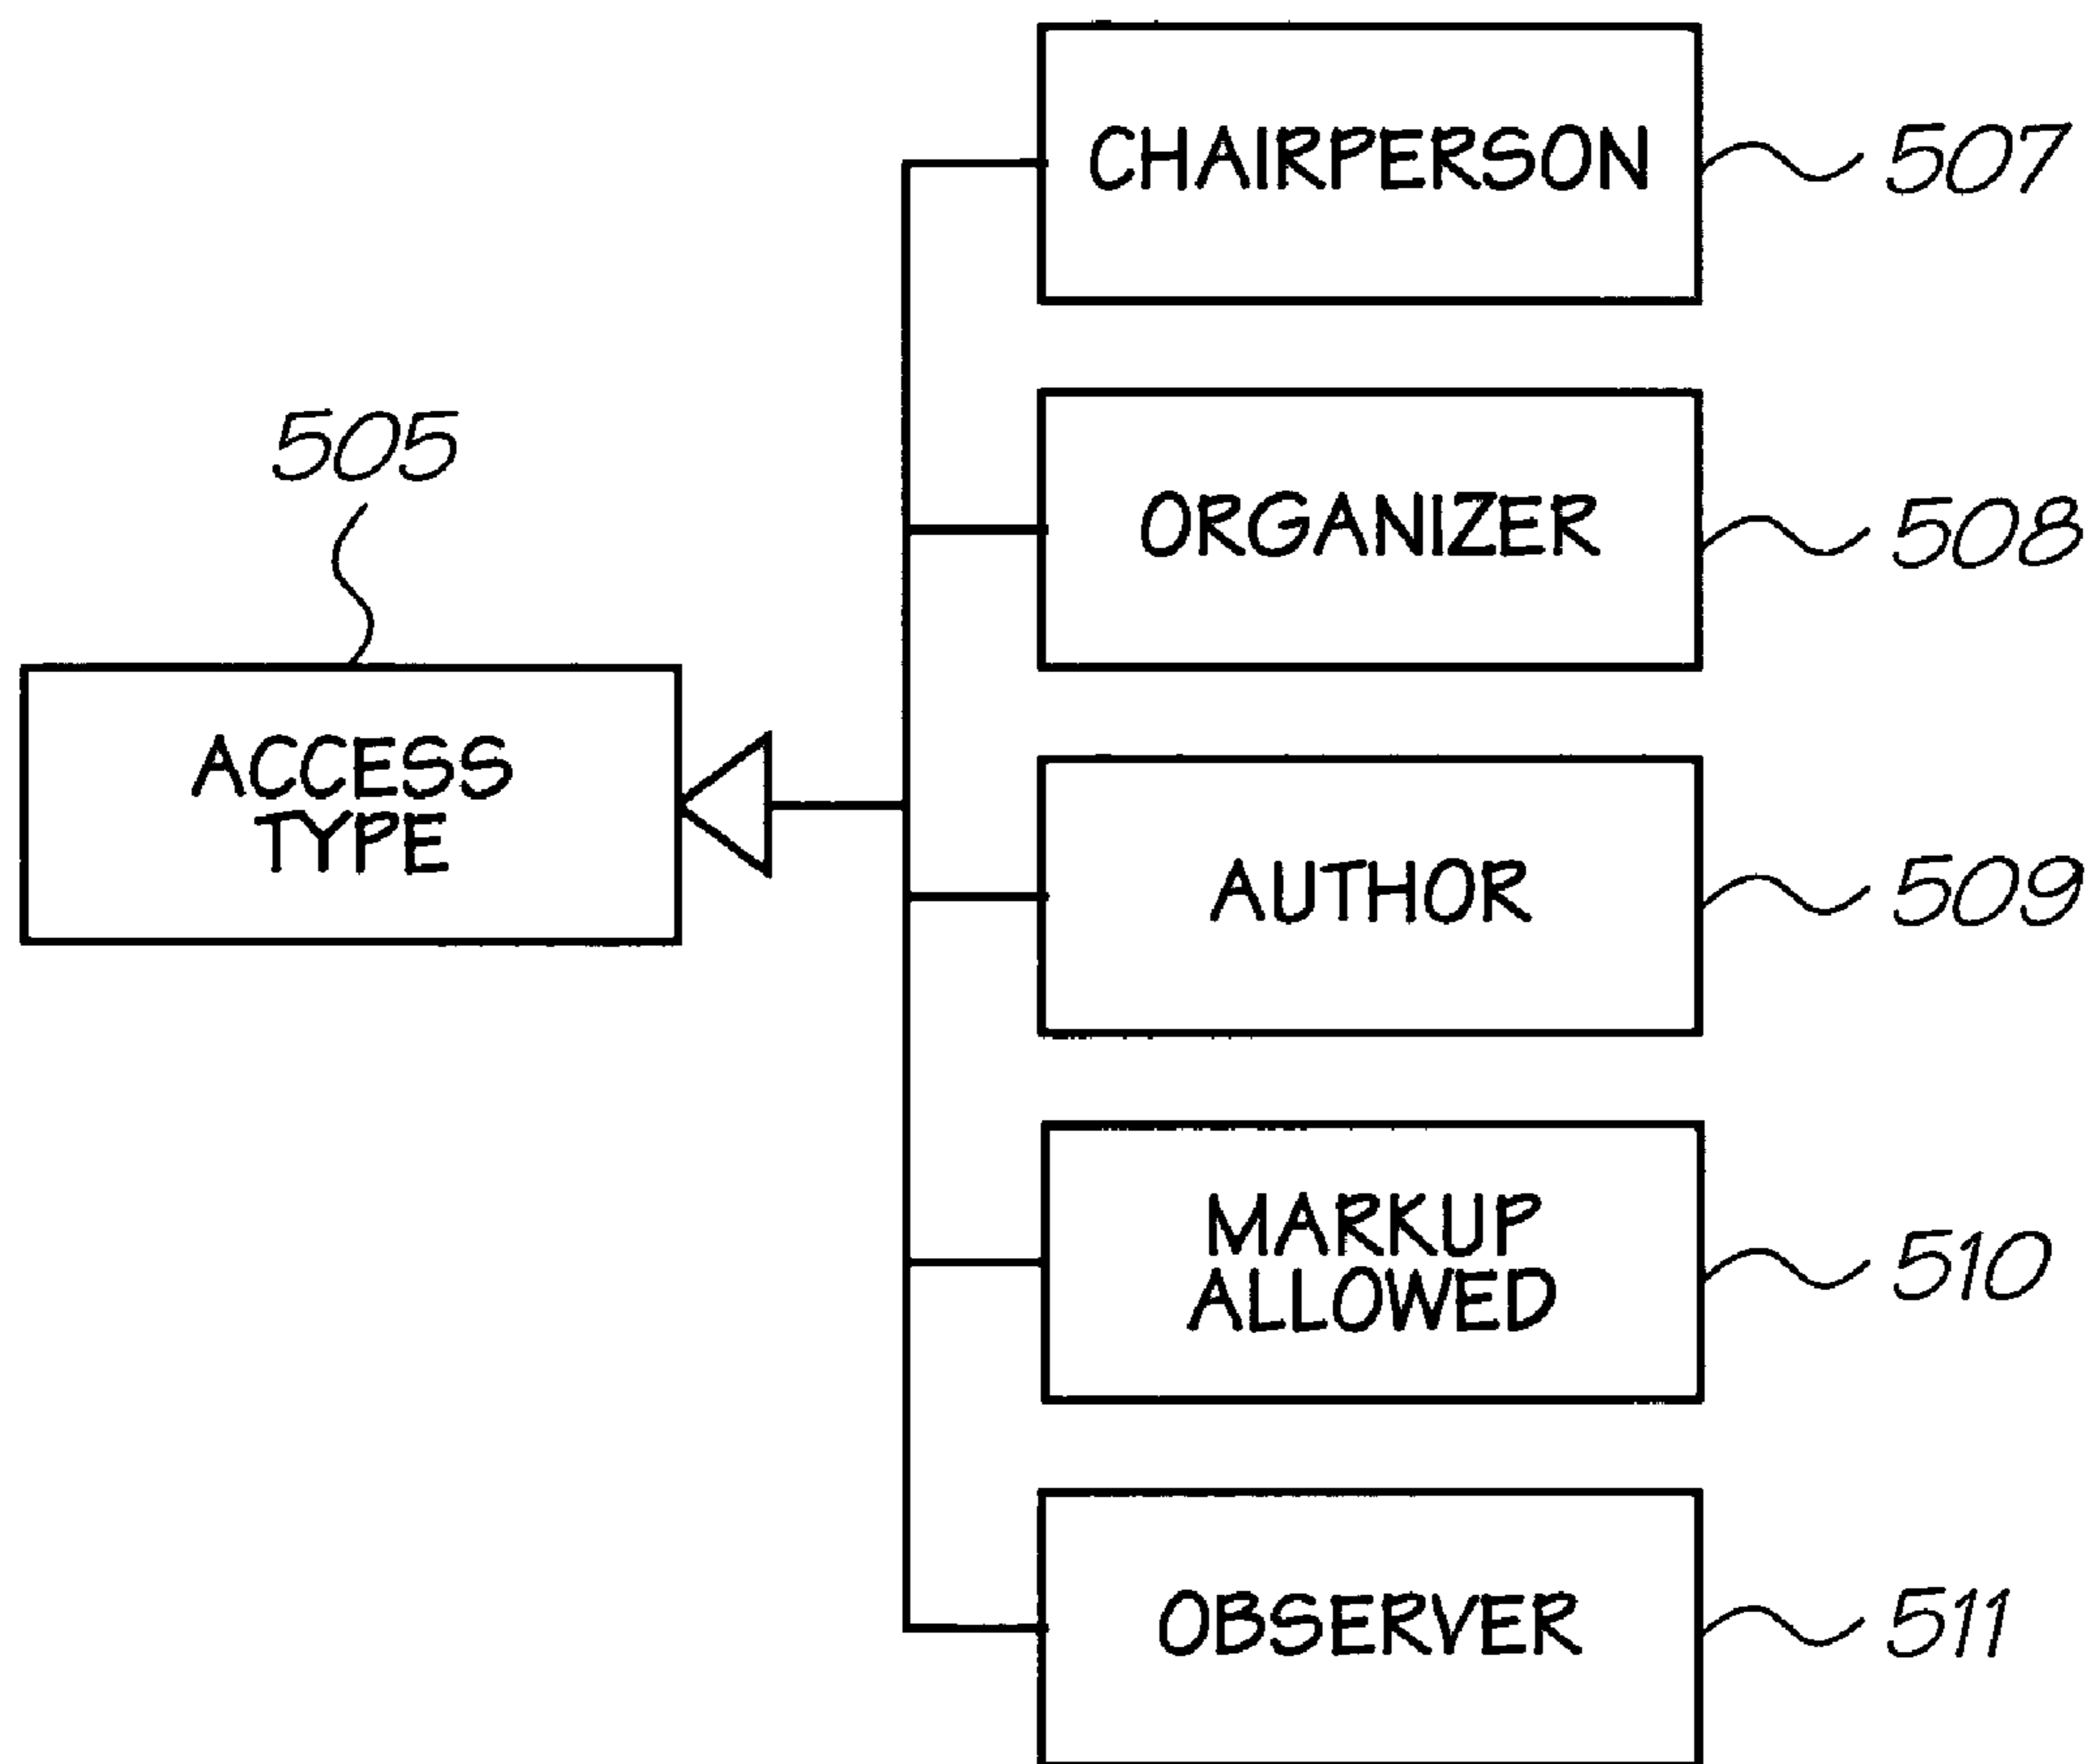 CHAIRPERSON
507
505
ORGANIZER
508
ACCESS
TYPE
AUTHOR
509
MARKUP
ALLOWED
510
OBSERVER
511